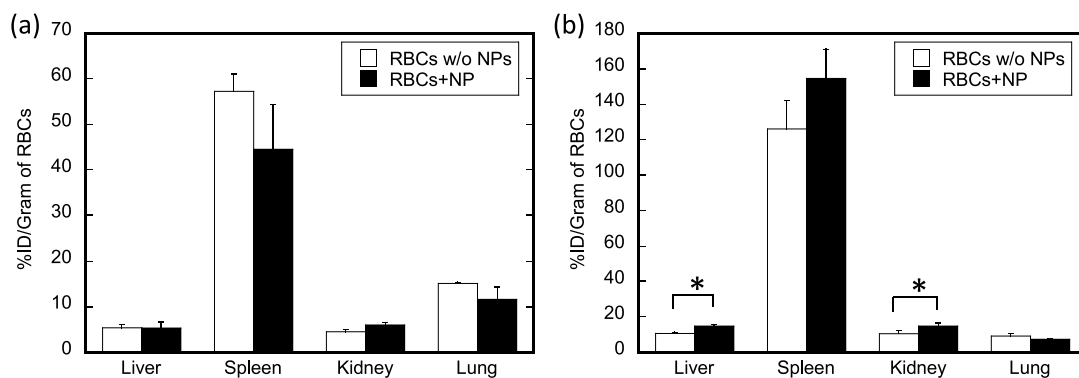 (a)
70
60
50
40
30
20
10
0
%ID/Gram of RBCs
RBCs w/o NPs
RBCs+NP
Liver Spleen Kidney Lung
(b)
180
160
140
120
100
80
60
40
20
0
%ID/Gram of RBCs
RBCs w/o NPs
RBCs+NP
*
*
Liver Spleen Kidney Lung